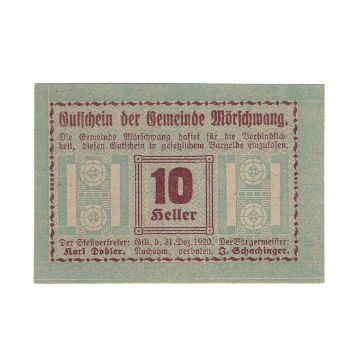 Gutschein der Gemeinde Mörschwang.
Die Gemeinde Mörschwang haftet für die Verbindlich-
keit, diesen Gutschein in gesetzlichem Bargelde einzulösen.
10
Heller
Der Stellvertreter: Gilt b. 31. Dez. 1920. Der Bürgermeister:
Karl Dobler. Nachahm. verboten. J. Schachinger.